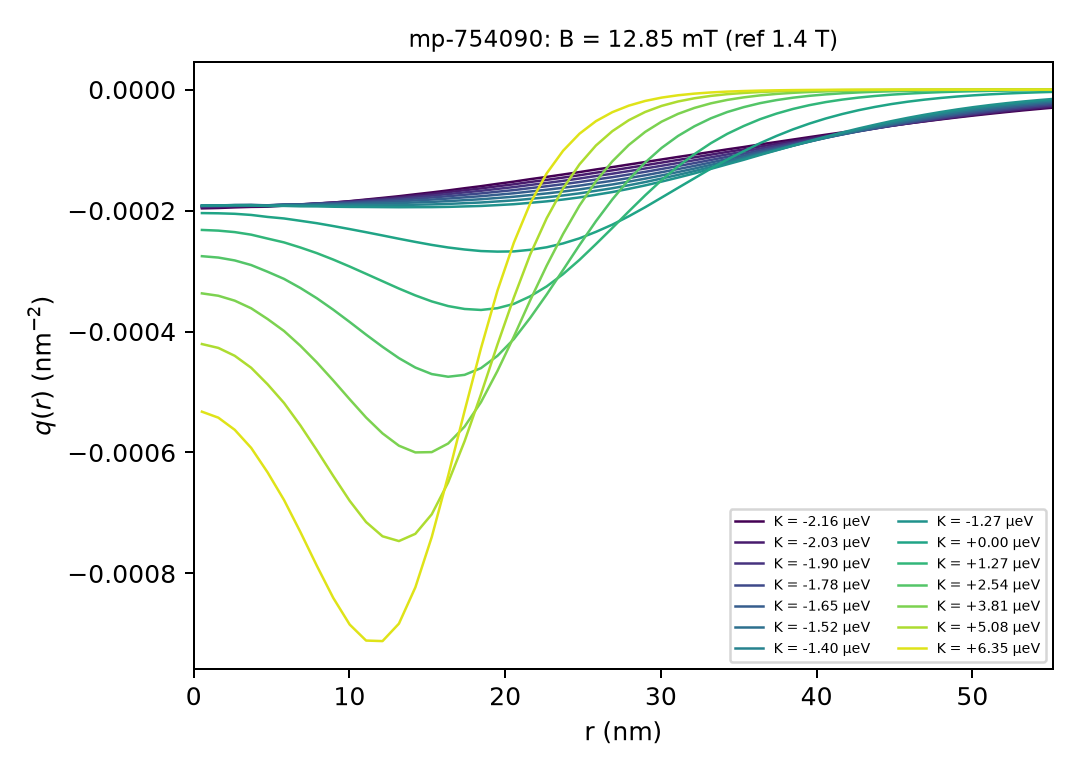 mp-754090: B = 12.85 mT (ref 1.4 T)
0.0000
−0.0002
−0.0004
−0.0006
−0.0008
q(r) (nm⁻²)
0 10 20 30 40 50
r (nm)
K = -2.16 μeV
K = -2.03 μeV
K = -1.90 μeV
K = -1.78 μeV
K = -1.65 μeV
K = -1.52 μeV
K = -1.40 μeV
K = -1.27 μeV
K = +0.00 μeV
K = +1.27 μeV
K = +2.54 μeV
K = +3.81 μeV
K = +5.08 μeV
K = +6.35 μeV